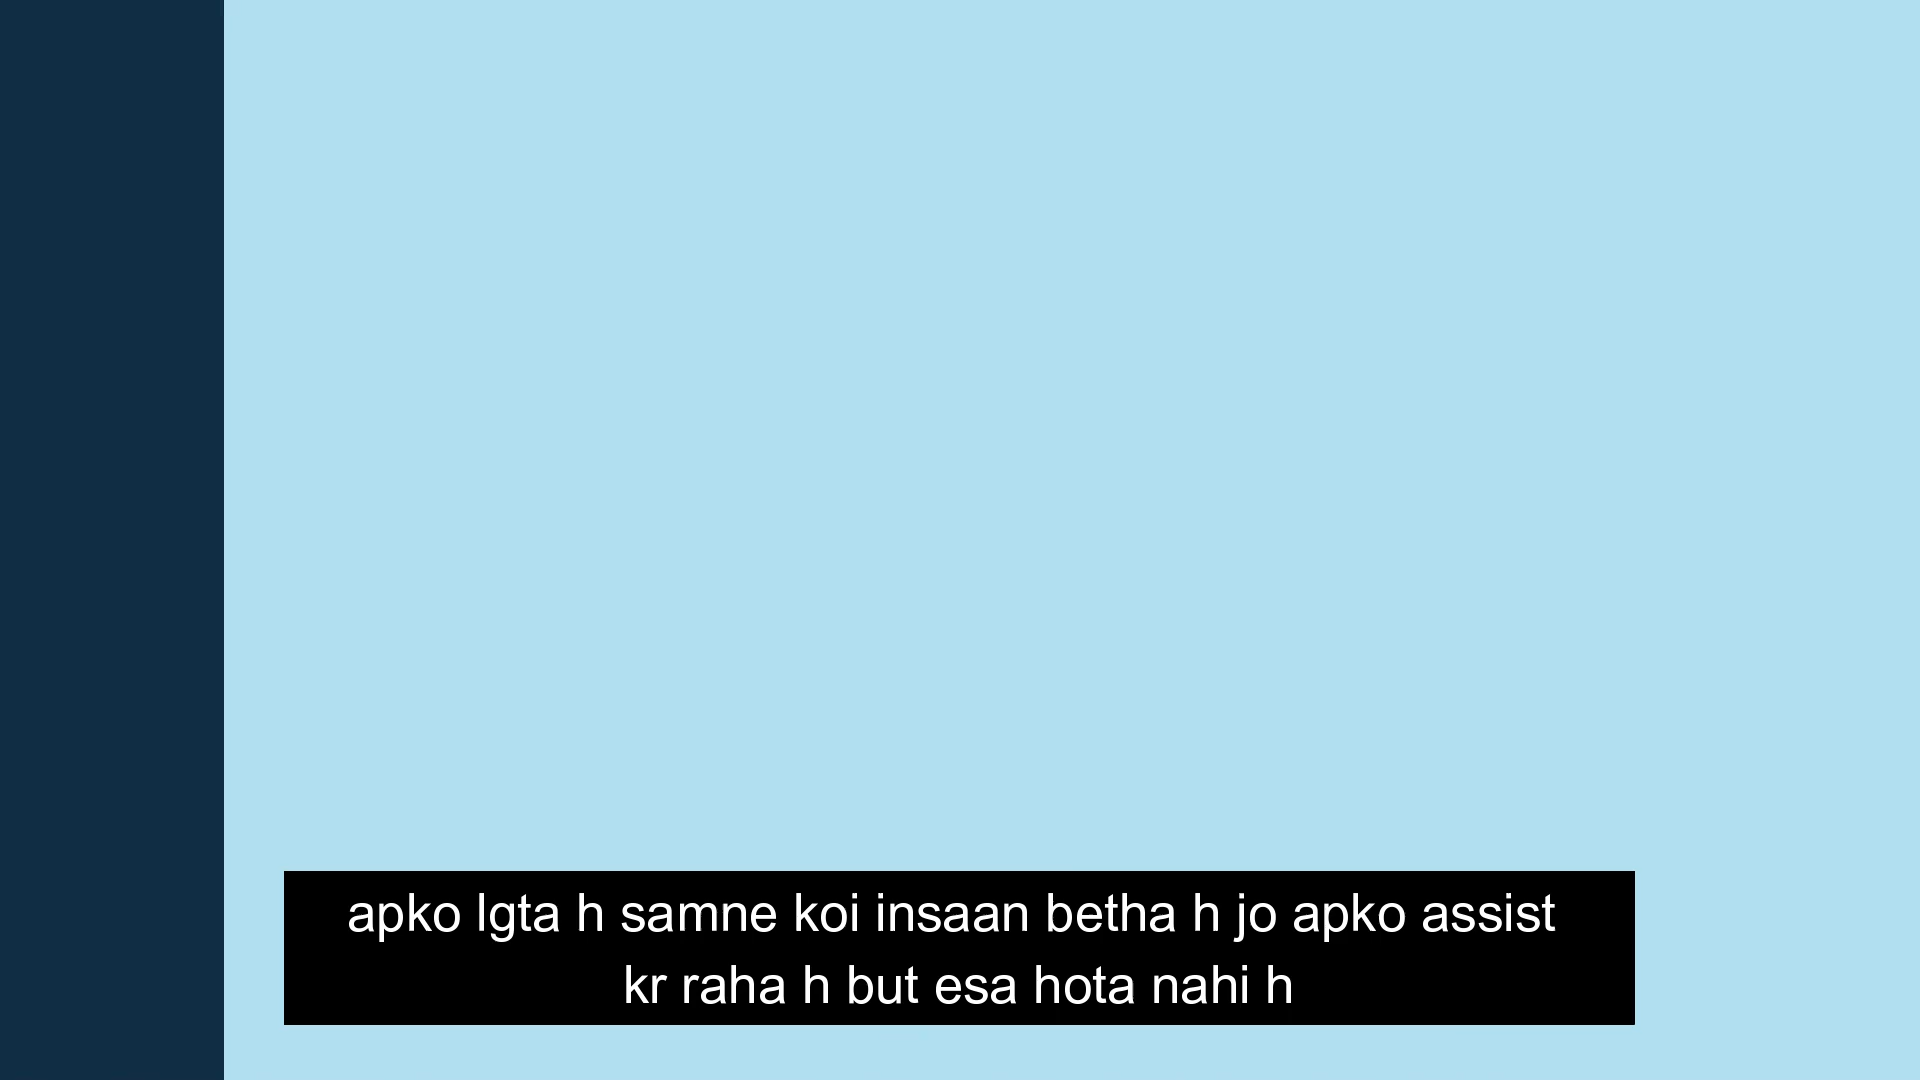 apko lgta h samne koi insaan betha h jo apko assist
kr raha h but esa hota nahi h